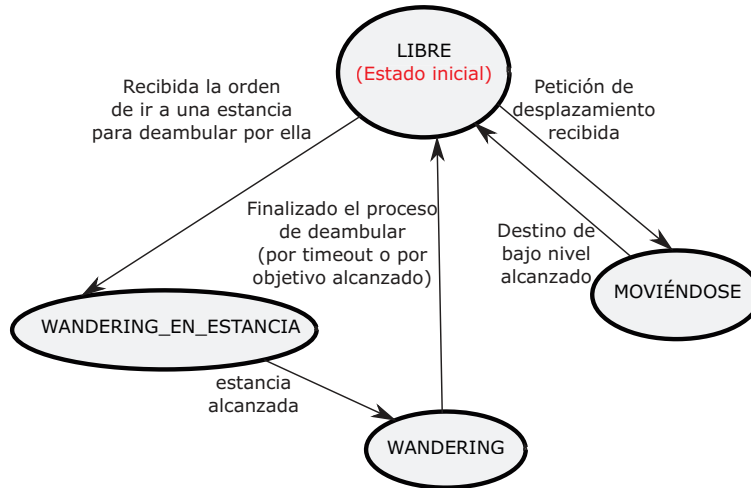 LIBRE
(Estado inicial)
Recibida la orden
de ir a una estancia
para deambular por ella
Petición de
desplazamiento
recibida
Finalizado el proceso
de deambular
(por timeout o por
objetivo alcanzado)
Destino de
bajo nivel
alcanzado
MOVIÉNDOSE
WANDERING_EN_ESTANCIA
estancia
alcanzada
WANDERING